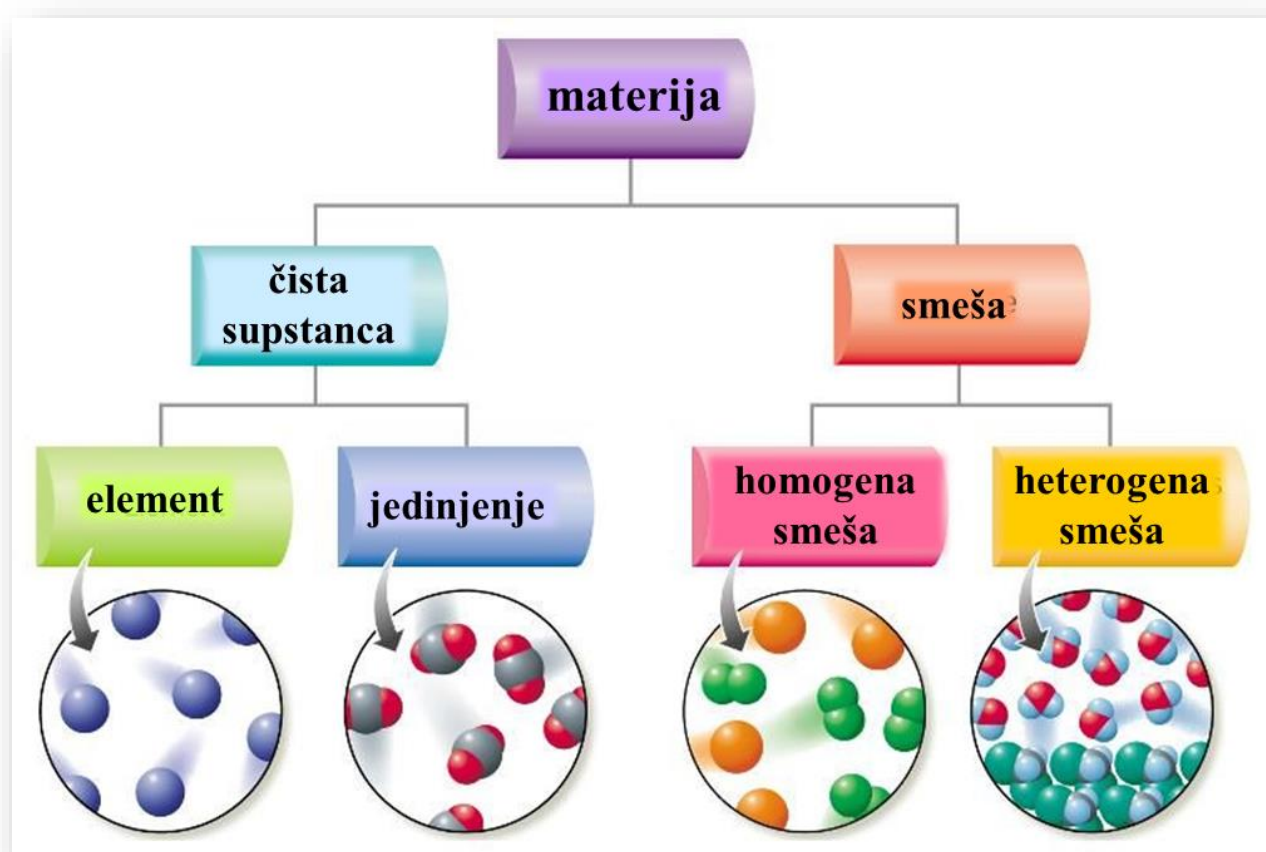 materija
čista
supstanca
smeša
element
jedinjenje
homogena
smeša
heterogena
smeša